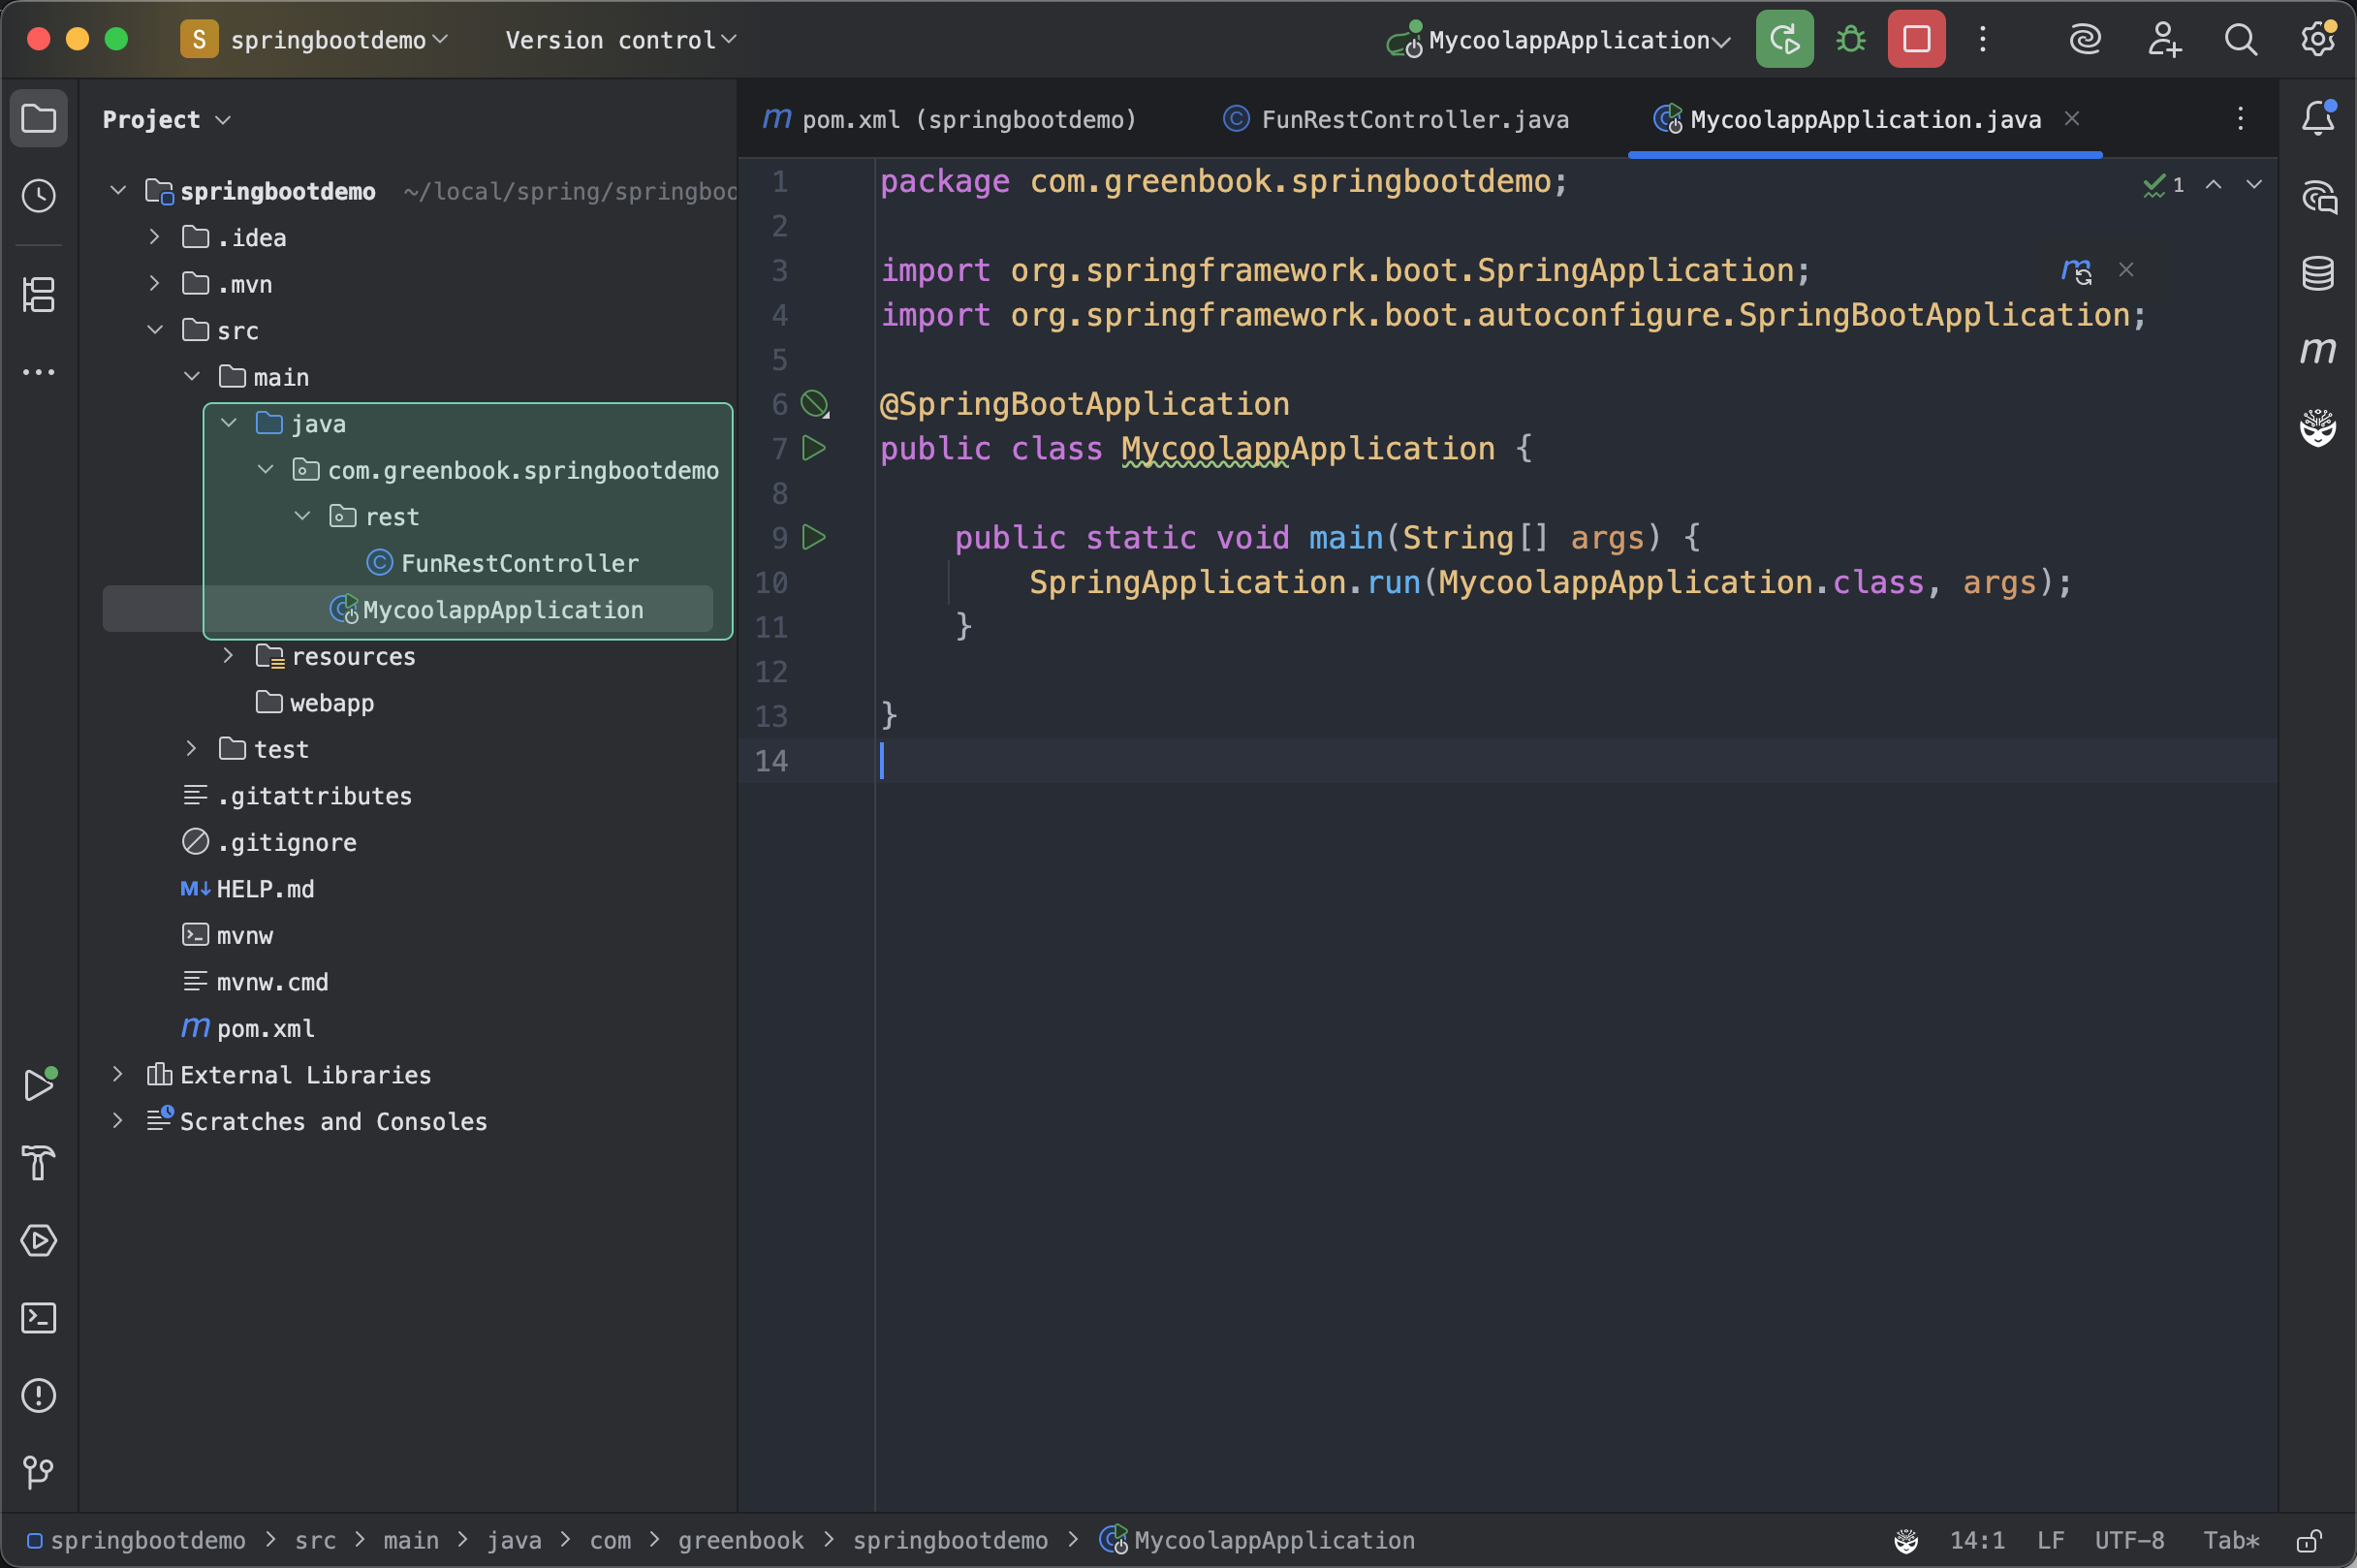 S springbootdemo Version control MycoolappApplication
Project
springbootdemo ~/local/spring/springboo
.idea
.mvn
src
main
java
com.greenbook.springbootdemo
rest
FunRestController
MycoolappApplication
resources
webapp
test
.gitattributes
.gitignore
M↓ HELP.md
mvnw
mvnw.cmd
m pom.xml
External Libraries
Scratches and Consoles
m pom.xml (springbootdemo) C FunRestController.java C MycoolappApplication.java
1 package com.greenbook.springbootdemo;
1
2
3 import org.springframework.boot.SpringApplication;
4 import org.springframework.boot.autoconfigure.SpringBootApplication;
5
6 @SpringBootApplication
7 public class MycoolappApplication {
8
9 public static void main(String[] args) {
10 SpringApplication.run(MycoolappApplication.class, args);
11 }
12
13 }
14
m
springbootdemo > src > main > java > com > greenbook > springbootdemo > MycoolappApplication 14:1 LF UTF-8 Tab*